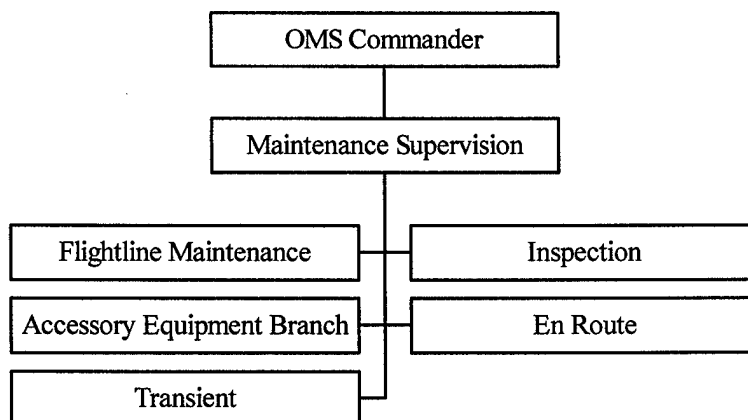 OMS Commander
Maintenance Supervision
Flightline Maintenance
Inspection
Accessory Equipment Branch
En Route
Transient